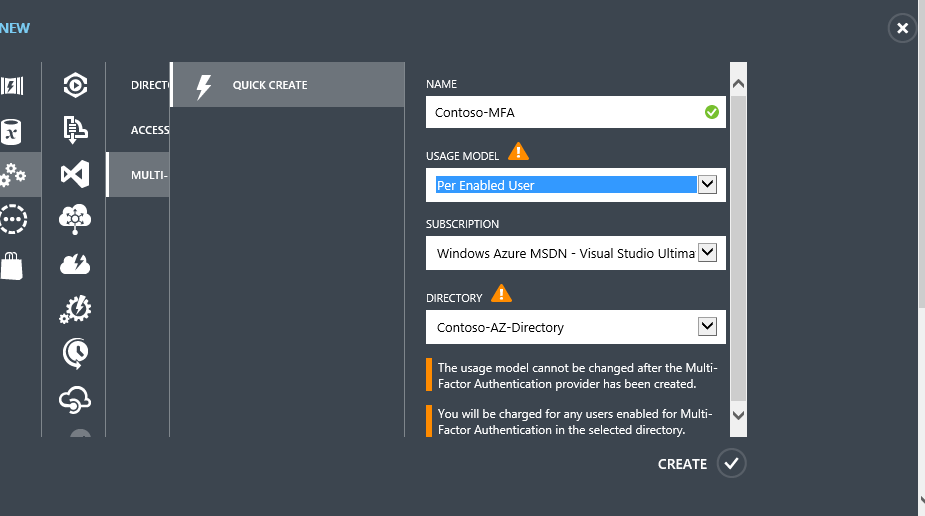 NEW
DIRECT
ACCESS
MULTI-
QUICK CREATE
NAME
Contoso-MFA
USAGE MODEL
Per Enabled User
SUBSCRIPTION
Windows Azure MSDN - Visual Studio Ultima
DIRECTORY
Contoso-AZ-Directory
The usage model cannot be changed after the Multi-
Factor Authentication provider has been created.
You will be charged for any users enabled for Multi-
Factor Authentication in the selected directory.
CREATE